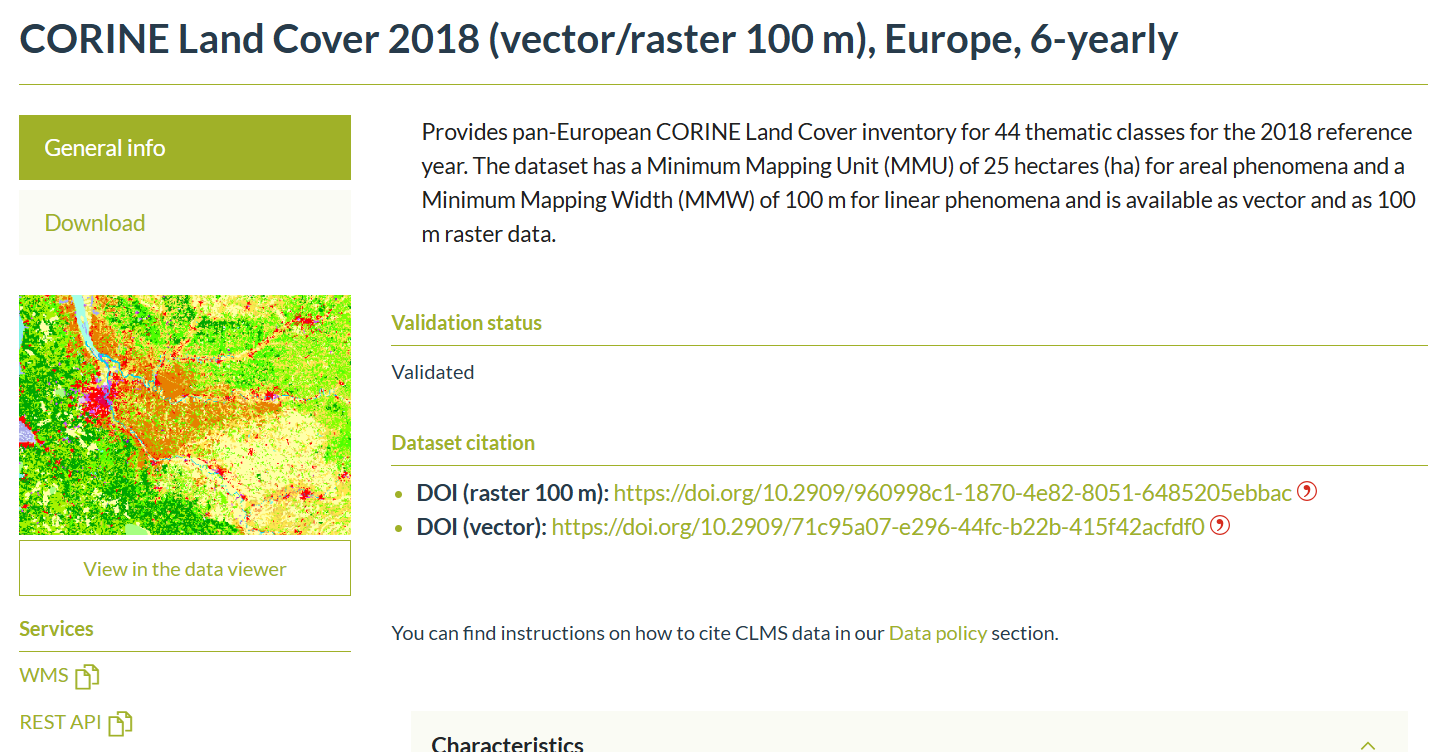 CORINE Land Cover 2018 (vector/raster 100 m), Europe, 6-yearly
General info
Download
View in the data viewer
Services
WMS
REST API
Provides pan-European CORINE Land Cover inventory for 44 thematic classes for the 2018 reference
year. The dataset has a Minimum Mapping Unit (MMU) of 25 hectares (ha) for areal phenomena and a
Minimum Mapping Width (MMW) of 100 m for linear phenomena and is available as vector and as 100
m raster data.
Validation status
Validated
Dataset citation
DOI (raster 100 m): https://doi.org/10.2909/960998c1-1870-4e82-8051-6485205ebbac
DOI (vector): https://doi.org/10.2909/71c95a07-e296-44fc-b22b-415f42acfdf0
You can find instructions on how to cite CLMS data in our Data policy section.
Characteristics